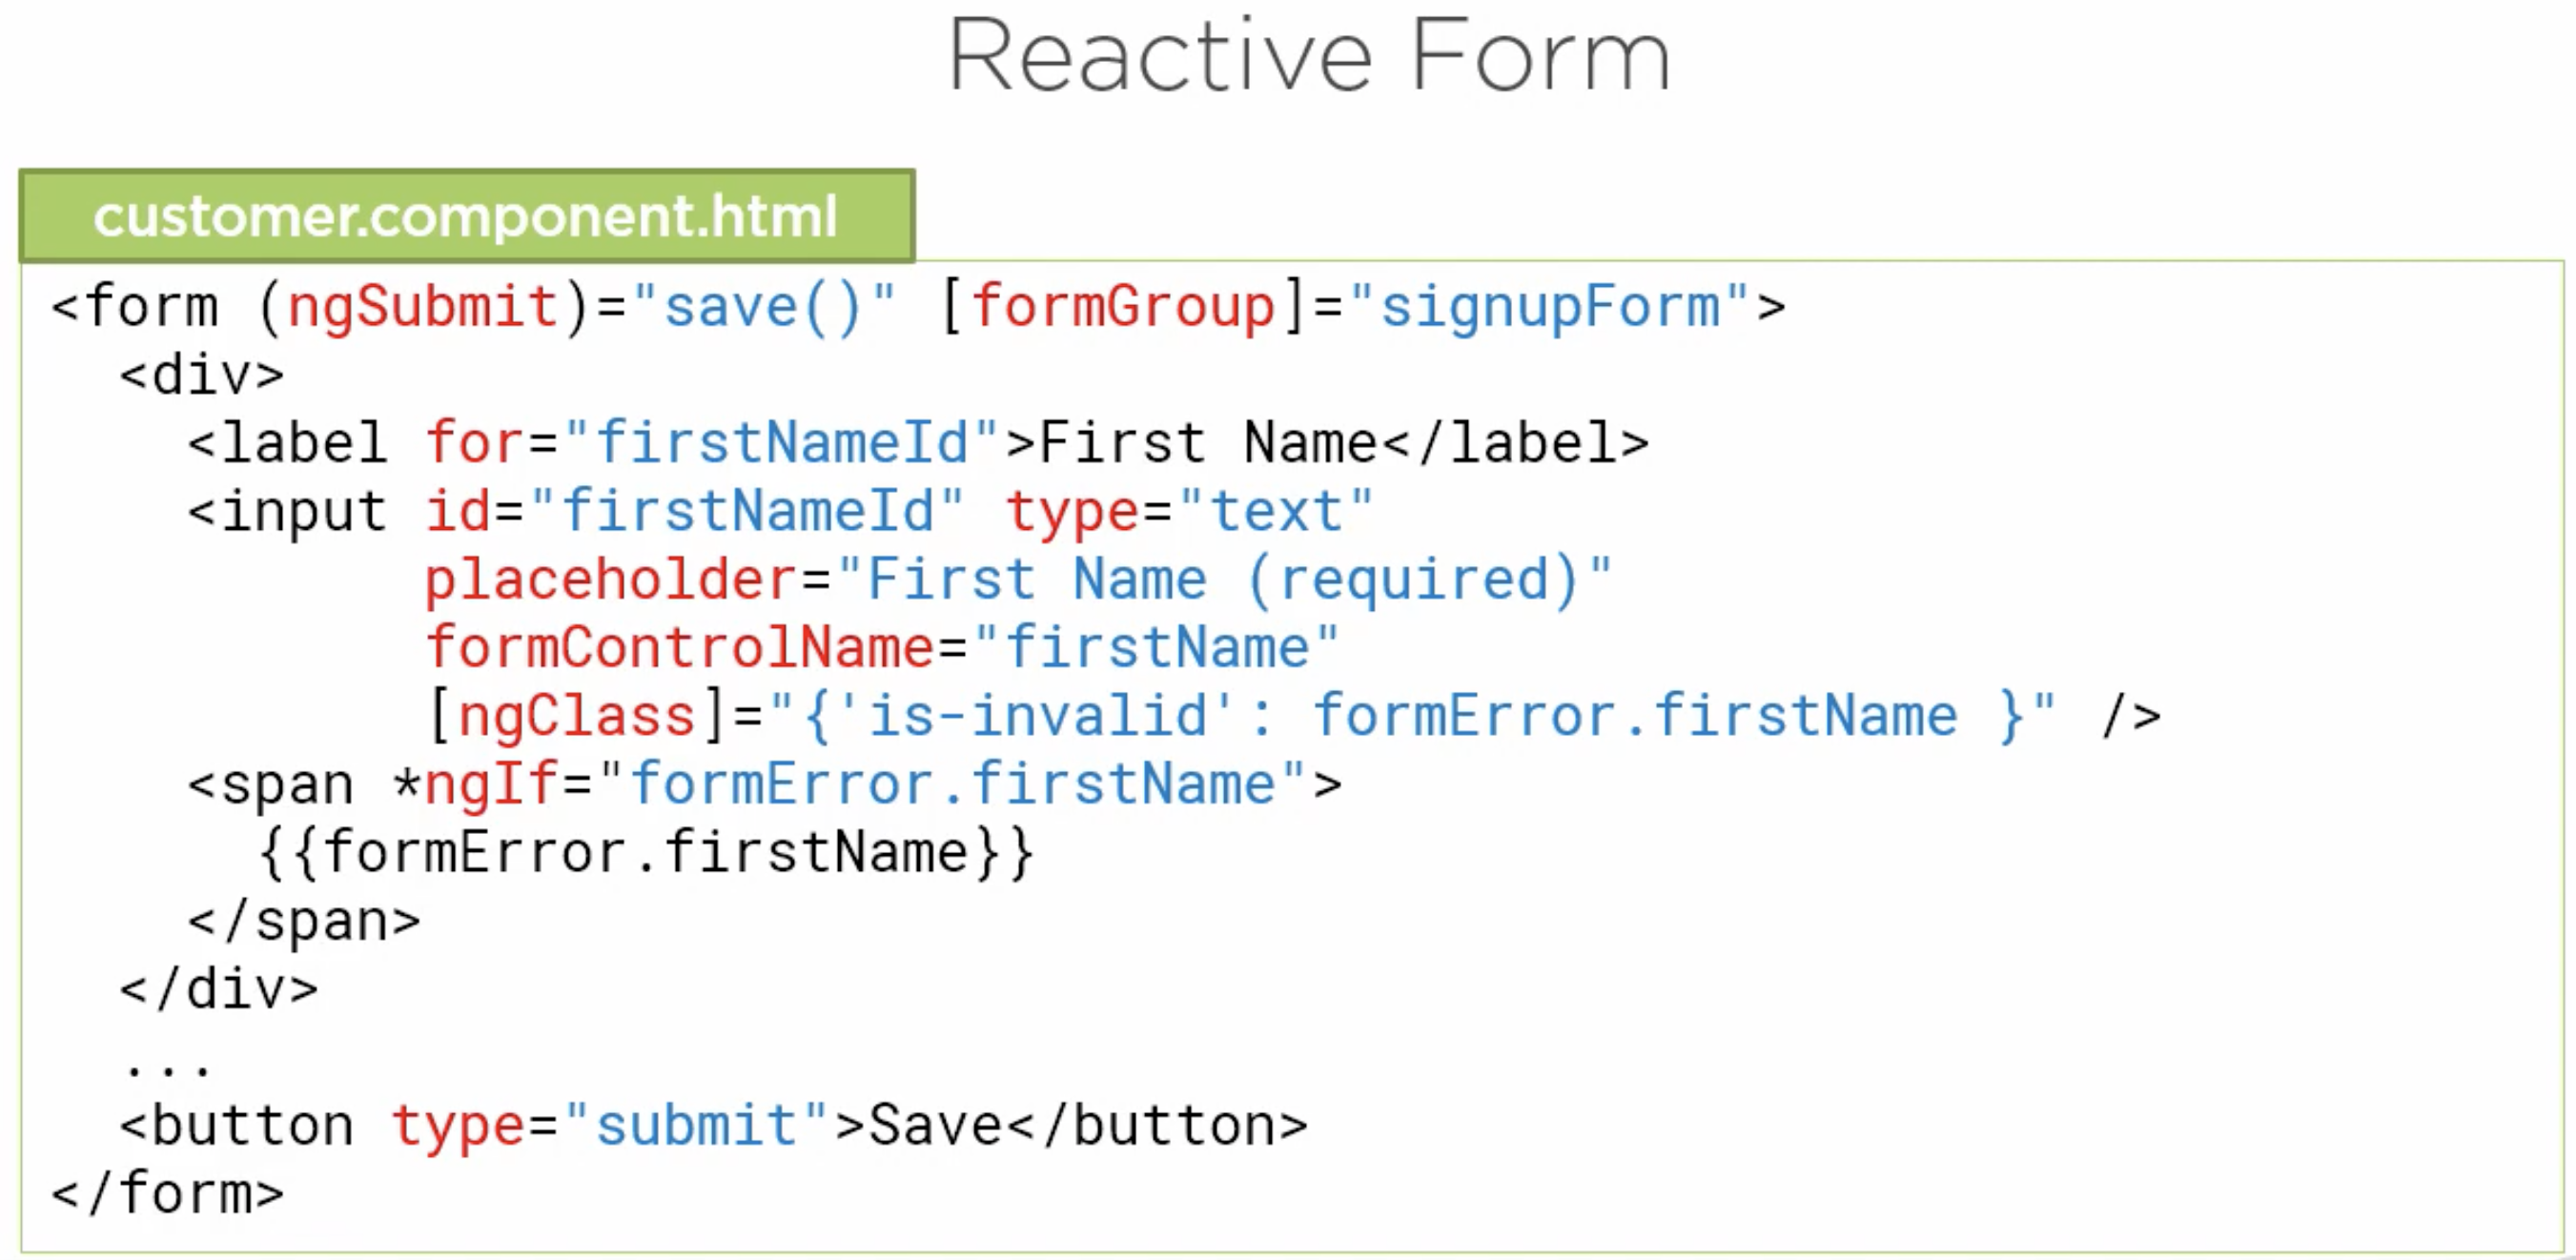 Reactive Form
customer.component.html
<form (ngSubmit)="save()" [formGroup]="signupForm">
  <div>
    <label for="firstNameId">First Name</label>
    <input id="firstNameId" type="text"
           placeholder="First Name (required)"
           formControlName="firstName"
           [ngClass]="{'is-invalid': formError.firstName }" />
    <span *ngIf="formError.firstName">
      {{formError.firstName}}
    </span>
  </div>
  ...
  <button type="submit">Save</button>
</form>